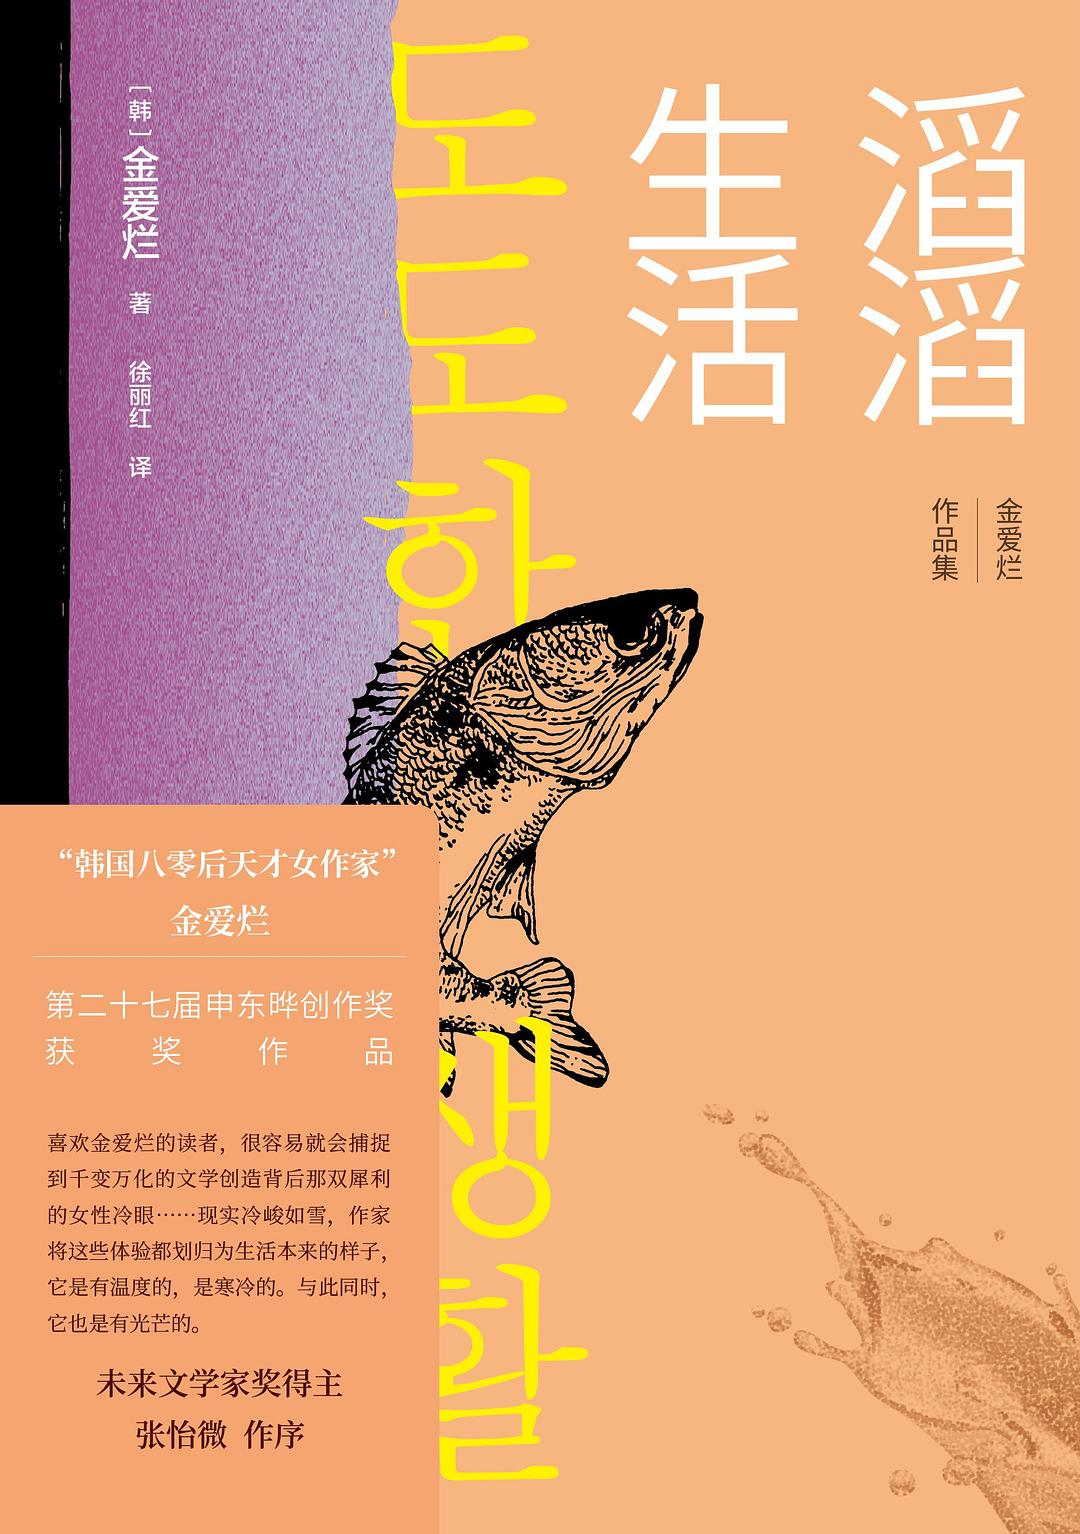 滔滔
生活
金爱烂
作品集
도도한
생활
［韩］金爱烂 著 徐丽红 译
“韩国八零后天才女作家”
金爱烂
第二十七届申东晔创作奖
获奖作品
喜欢金爱烂的读者，很容易就会捕捉
到千变万化的文学创造背后那双犀利
的女性冷眼……现实冷峻如雪，作家
将这些体验都划归为生活本来的样子，
它是有温度的，是寒冷的。与此同时，
它也是有光芒的。
未来文学家奖得主
张怡微 作序